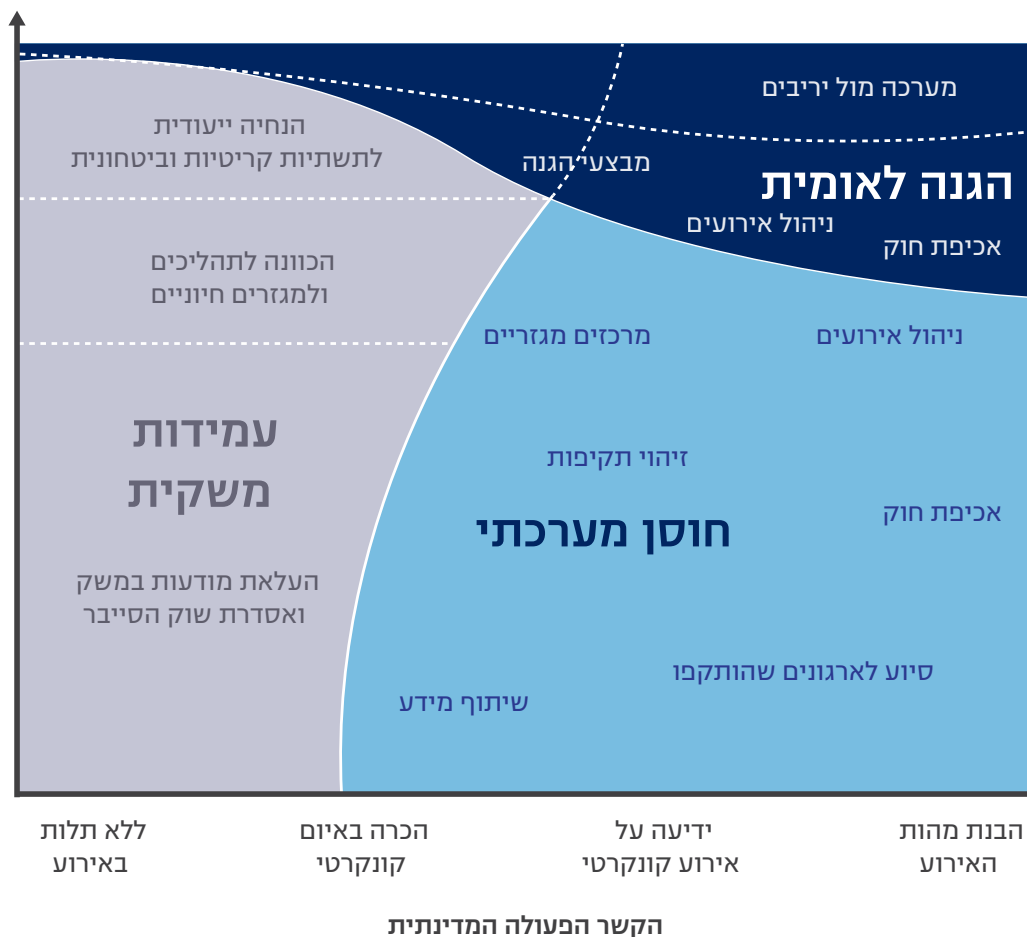 מערכה מול יריבים
הנחיה ייעודית
לתשתיות קריטיות וביטחונית
מבצעי הגנה
הגנה לאומית
ניהול אירועים
אכיפת חוק
הכוונה לתהליכים
ולמגזרים חיוניים
ניהול אירועים
מרכזים מגזריים
עמידות
משקית
זיהוי תקיפות
אכיפת חוק
חוסן מערכתי
העלאת מודעות במשק
ואסדרת שוק הסייבר
סיוע לארגונים שהותקפו
שיתוף מידע
ללא תלות
באירוע
הכרה באיום
קונקרטי
ידיעה על
אירוע קונקרטי
הבנת מהות
האירוע
הקשר הפעולה המדינתית